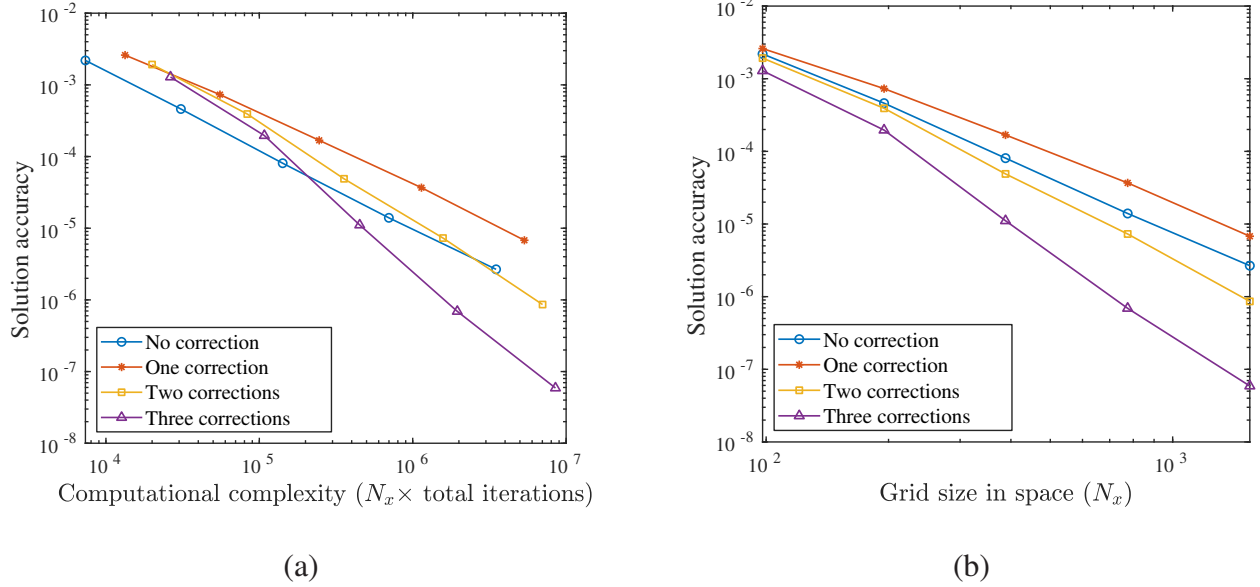 10^-2
10^-3
10^-4
10^-5
10^-6
10^-7
10^-8
Solution accuracy
No correction
One correction
Two corrections
Three corrections
10^4
10^5
10^6
10^7
Computational complexity (N_x× total iterations)
(a)
10^-2
10^-3
10^-4
10^-5
10^-6
10^-7
10^-8
Solution accuracy
No correction
One correction
Two corrections
Three corrections
10^2
10^3
Grid size in space (N_x)
(b)